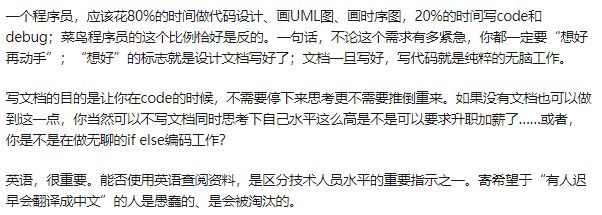 一个程序员，应该花80%的时间做代码设计、画UML图、画时序图，20%的时间写code和
debug；菜鸟程序员的这个比例恰好是反的。一句话，不论这个需求有多紧急，你都一定要“想好
再动手”；“想好”的标志就是设计文档写好了；文档一旦写好，写代码就是纯粹的无脑工作。
写文档的目的是让你在code的时候，不需要停下来思考更不需要推倒重来。如果没有文档也可以做
到这一点，你当然可以不写文档同时思考下自己水平这么高是不是可以要求升职加薪了......或者，
你是不是在做无聊的if else编码工作?
英语，很重要。能否使用英语查阅资料，是区分技术人员水平的重要指示之一。寄希望于“有人迟
早会翻译成中文”的人是愚蠢的、是会被淘汰的。